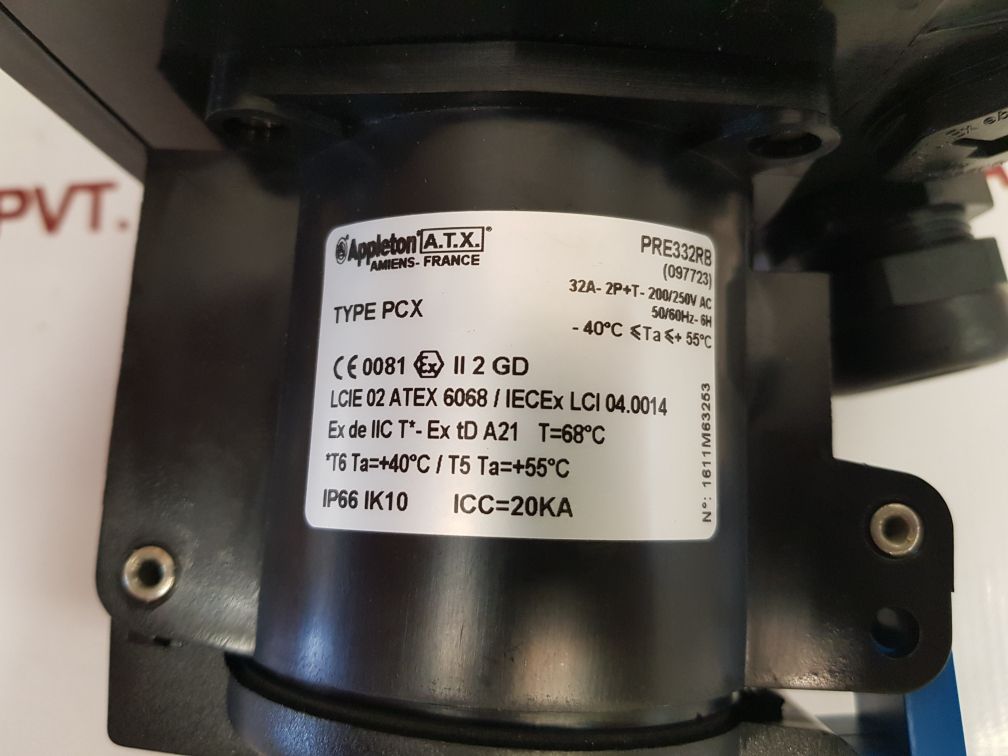 PVT.
Appleton® A.T.X.®
AMIENS- FRANCE
PRE332RB
(097723)
32A- 2P+T- 200/250V AC
50/60Hz- 6H
- 40°C ≤Ta≤+ 55°C
TYPE PCX
CE 0081 Ex II 2 GD
LCIE 02 ATEX 6068 / IECEx LCI 04.0014
Ex de IIC T*- Ex tD A21 T=68°C
*T6 Ta=+40°C / T5 Ta=+55°C
IP66 IK10 ICC=20KA
N°: 1611M63253